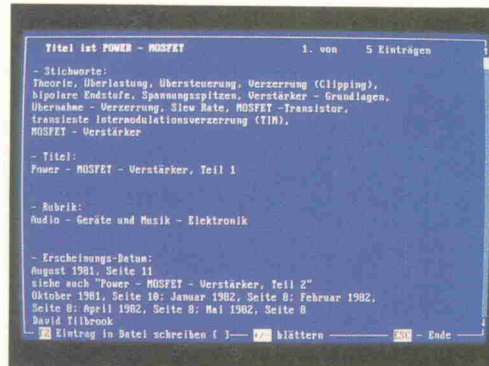 Titel ist POWER - MOSFET 1. von 5 Einträgen
- Stichworte:
Theorie, Überlastung, Übersteuerung, Verzerrung (Clipping),
bipolare Endstufe, Spannungsspitzen, Verstärker - Grundlagen,
Übernahme - Verzerrung, Slew Rate, MOSFET -Transistor,
transiente Intermodulationsverzerrung (TIM),
MOSFET - Verstärker
- Titel:
Power - MOSFET - Verstärker, Teil 1
- Rubrik:
Audio - Geräte und Musik - Elektronik
- Erscheinungs-Datum:
August 1981, Seite 11
siehe auch "Power - MOSFET - Verstärker, Teil 2"
Oktober 1981, Seite 10; Januar 1982, Seite 8; Februar 1982,
Seite 8; April 1982, Seite 8; Mai 1982, Seite 8
David Tilbrook
F2 Eintrag in Datei schreiben [ ] +/- blättern ESC - Ende